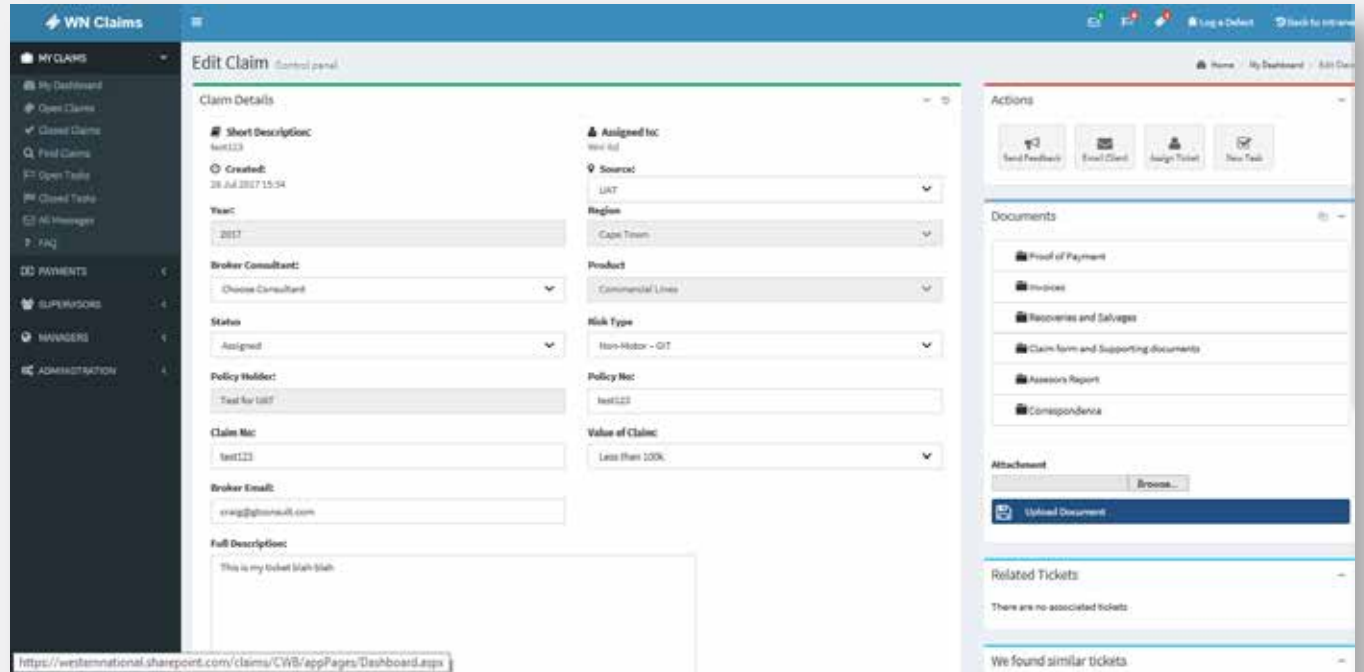 WN Claims
Log a Defect
Back to
MY CLAIMS
My Dashboard
Open Claims
Closed Claims
Find Claims
Open Tasks
Closed Tasks
All Messages
FAQ
PAYMENTS
SUPERVISORS
MANAGERS
ADMINISTRATION
Edit Claim Control panel
Home / My Dashboard / Edit
Claim Details
Short Description:
test123
Assigned to:
Created:
26 Jul 2017 15:34
Source:
UAT
Year:
2017
Region
Cape Town
Broker Consultant:
Choose Consultant
Product
Commercial Lines
Status
Assigned
Risk Type
Non-Motor - GIT
Policy Holder:
Test for UAT
Policy No:
test123
Claim No:
test123
Value of Claim:
Less than 100k
Broker Email:
craig@gtconsult.com
Full Description:
This is my ticket blah blah
Actions
Send Feedback
Email Client
Assign Ticket
New Task
Documents
Proof of Payment
Invoices
Recoveries and Salvages
Claim form and Supporting documents
Assessors Report
Correspondence
Attachment
Browse...
Upload Document
Related Tickets
There are no associated tickets
We found similar tickets
https://westernnational.sharepoint.com/claims/CWB/appPages/Dashboard.aspx